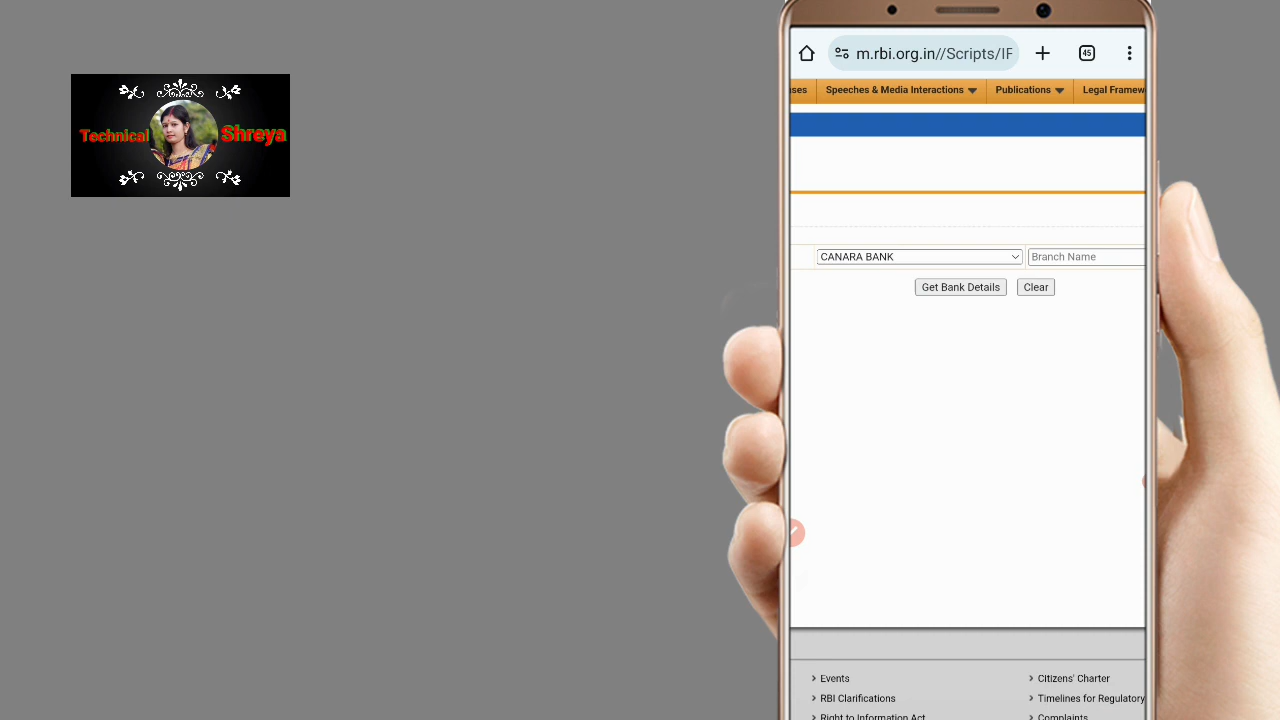 Technical Shreya
m.rbi.org.in//Scripts/IF
45
ses
Speeches & Media Interactions
Publications
Legal Framew
CANARA BANK
Branch Name
Get Bank Details
Clear
Events
Citizens' Charter
RBI Clarifications
Timelines for Regulatory
Right to Information Act
Complaints